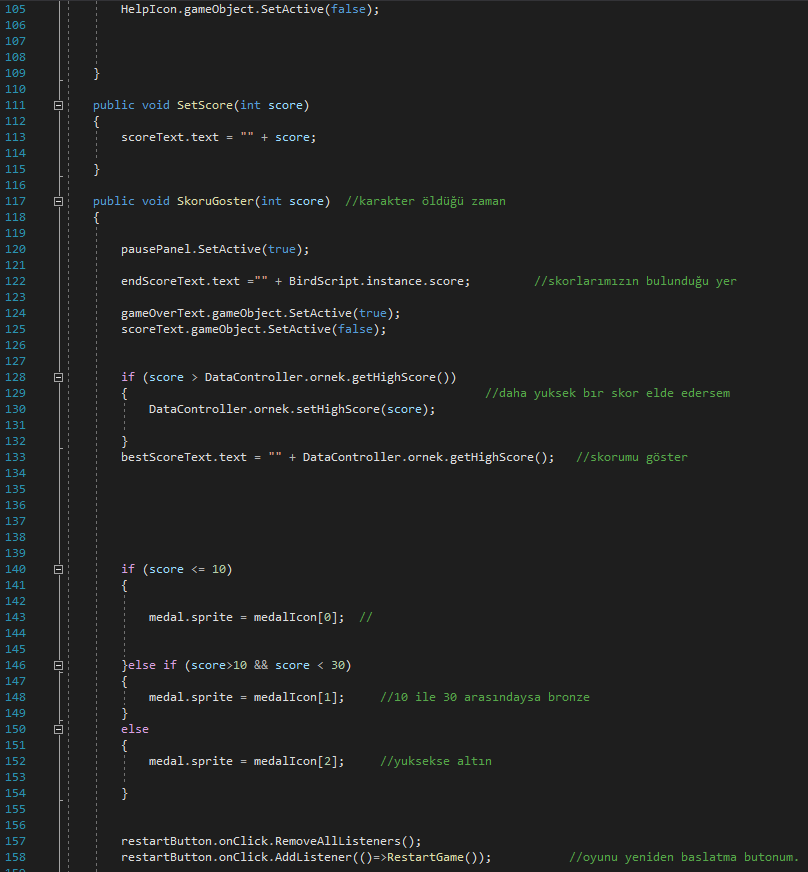 105 HelpIcon.gameObject.SetActive(false);
106
107
108
109 }
110
111 public void SetScore(int score)
112 {
113 scoreText.text = "" + score;
114
115 }
116
117 public void SkoruGoster(int score) //karakter öldüğü zaman
118 {
119
120 pausePanel.SetActive(true);
121
122 endScoreText.text ="" + BirdScript.instance.score; //skorlarımızın bulunduğu yer
123
124 gameOverText.gameObject.SetActive(true);
125 scoreText.gameObject.SetActive(false);
126
127
128 if (score > DataController.ornek.getHighScore())
129 { //daha yuksek bır skor elde edersem
130 DataController.ornek.setHighScore(score);
131
132 }
133 bestScoreText.text = "" + DataController.ornek.getHighScore(); //skorumu göster
134
135
136
137
138
139
140 if (score <= 10)
141 {
142
143 medal.sprite = medalIcon[0]; //
144
145
146 }else if (score>10 && score < 30)
147 {
148 medal.sprite = medalIcon[1]; //10 ile 30 arasındaysa bronze
149 }
150 else
151 {
152 medal.sprite = medalIcon[2]; //yuksekse altın
153
154 }
155
156
157 restartButton.onClick.RemoveAllListeners();
158 restartButton.onClick.AddListener(()=>RestartGame()); //oyunu yeniden baslatma butonum.